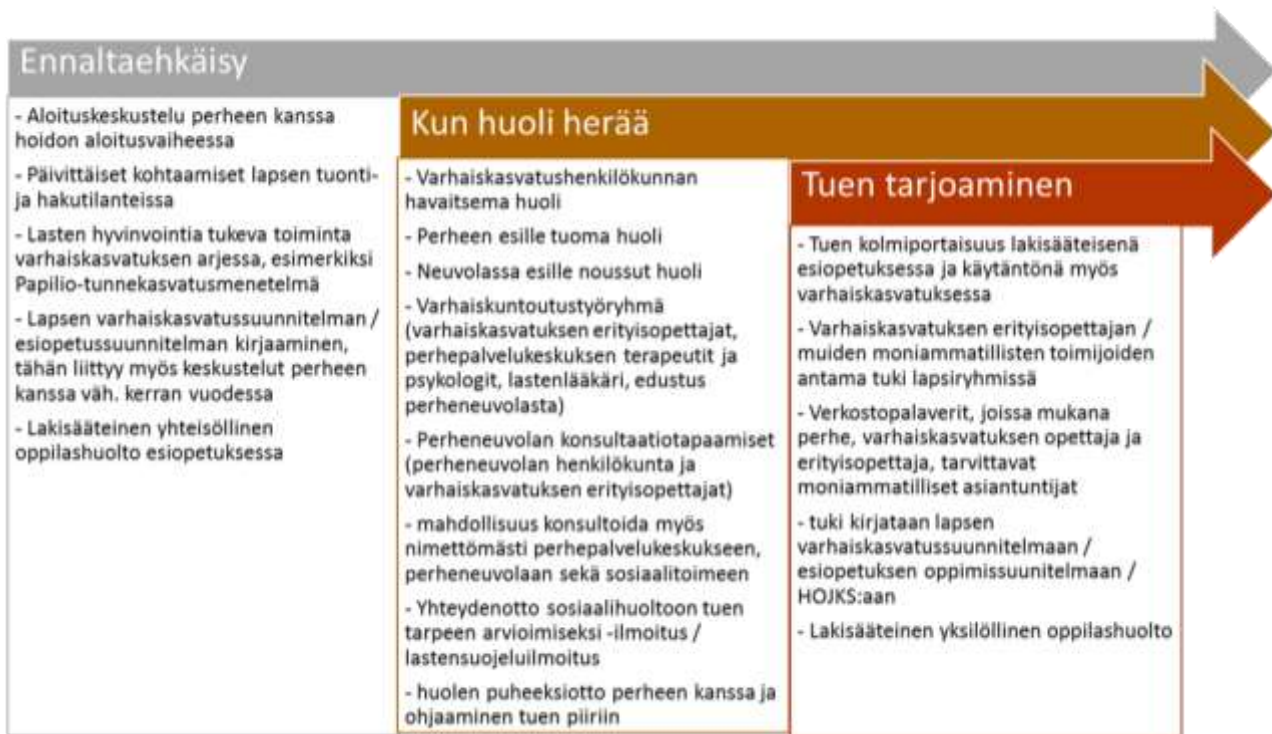 Ennaltaehkäisy
- Aloituskeskustelu perheen kanssa
hoidon aloitusvaiheessa
- Päivittäiset kohtaamiset lapsen tuonti-
ja hakutilanteissa
- Lasten hyvinvointia tukeva toiminta
varhaiskasvatuksen arjessa, esimerkiksi
Papilio-tunnekasvatusmenetelmä
- Lapsen varhaiskasvatussuunnitelman /
esiopetussuunnitelman kirjaaminen,
tähän liittyy myös keskustelut perheen
kanssa väh. kerran vuodessa
- Lakisääteinen yhteisöllinen
oppilashuolto esiopetuksessa
Kun huoli herää
- Varhaiskasvatushenkilökunnan
havaitsema huoli
- Perheen esille tuoma huoli
- Neuvolassa esille noussut huoli
- Varhaiskuntoutustyöryhmä
(varhaiskasvatuksen erityisopettajat,
perhepalvelukeskuksen terapeutit ja
psykologit, lastenlääkäri, edustus
perheneuvolasta)
- Perheneuvolan konsultaatiotapaamiset
(perheneuvolan henkilökunta ja
varhaiskasvatuksen erityisopettajat)
- mahdollisuus konsultoida myös
nimettömästi perhepalvelukeskukseen,
perheneuvolaan sekä sosiaalitoimeen
- Yhteydenotto sosiaalihuoltoon tuen
tarpeen arvioimiseksi -ilmoitus /
lastensuojeluilmoitus
- huolen puheeksiotto perheen kanssa ja
ohjaaminen tuen piiriin
Tuen tarjoaminen
- Tuen kolmiportaisuus lakisääteisenä
esiopetuksessa ja käytäntönä myös
varhaiskasvatuksessa
- Varhaiskasvatuksen erityisopettajan /
muiden moniammatillisten toimijoiden
antama tuki lapsiryhmissä
- Verkostopalaverit, joissa mukana
perhe, varhaiskasvatuksen opettaja ja
erityisopettaja, tarvittavat
moniammatilliset asiantuntijat
- tuki kirjataan lapsen
varhaiskasvatussuunnitelmaan /
esiopetuksen oppimissuunitelmaan /
HOJKS:aan
- Lakisääteinen yksilöllinen oppilashuolto